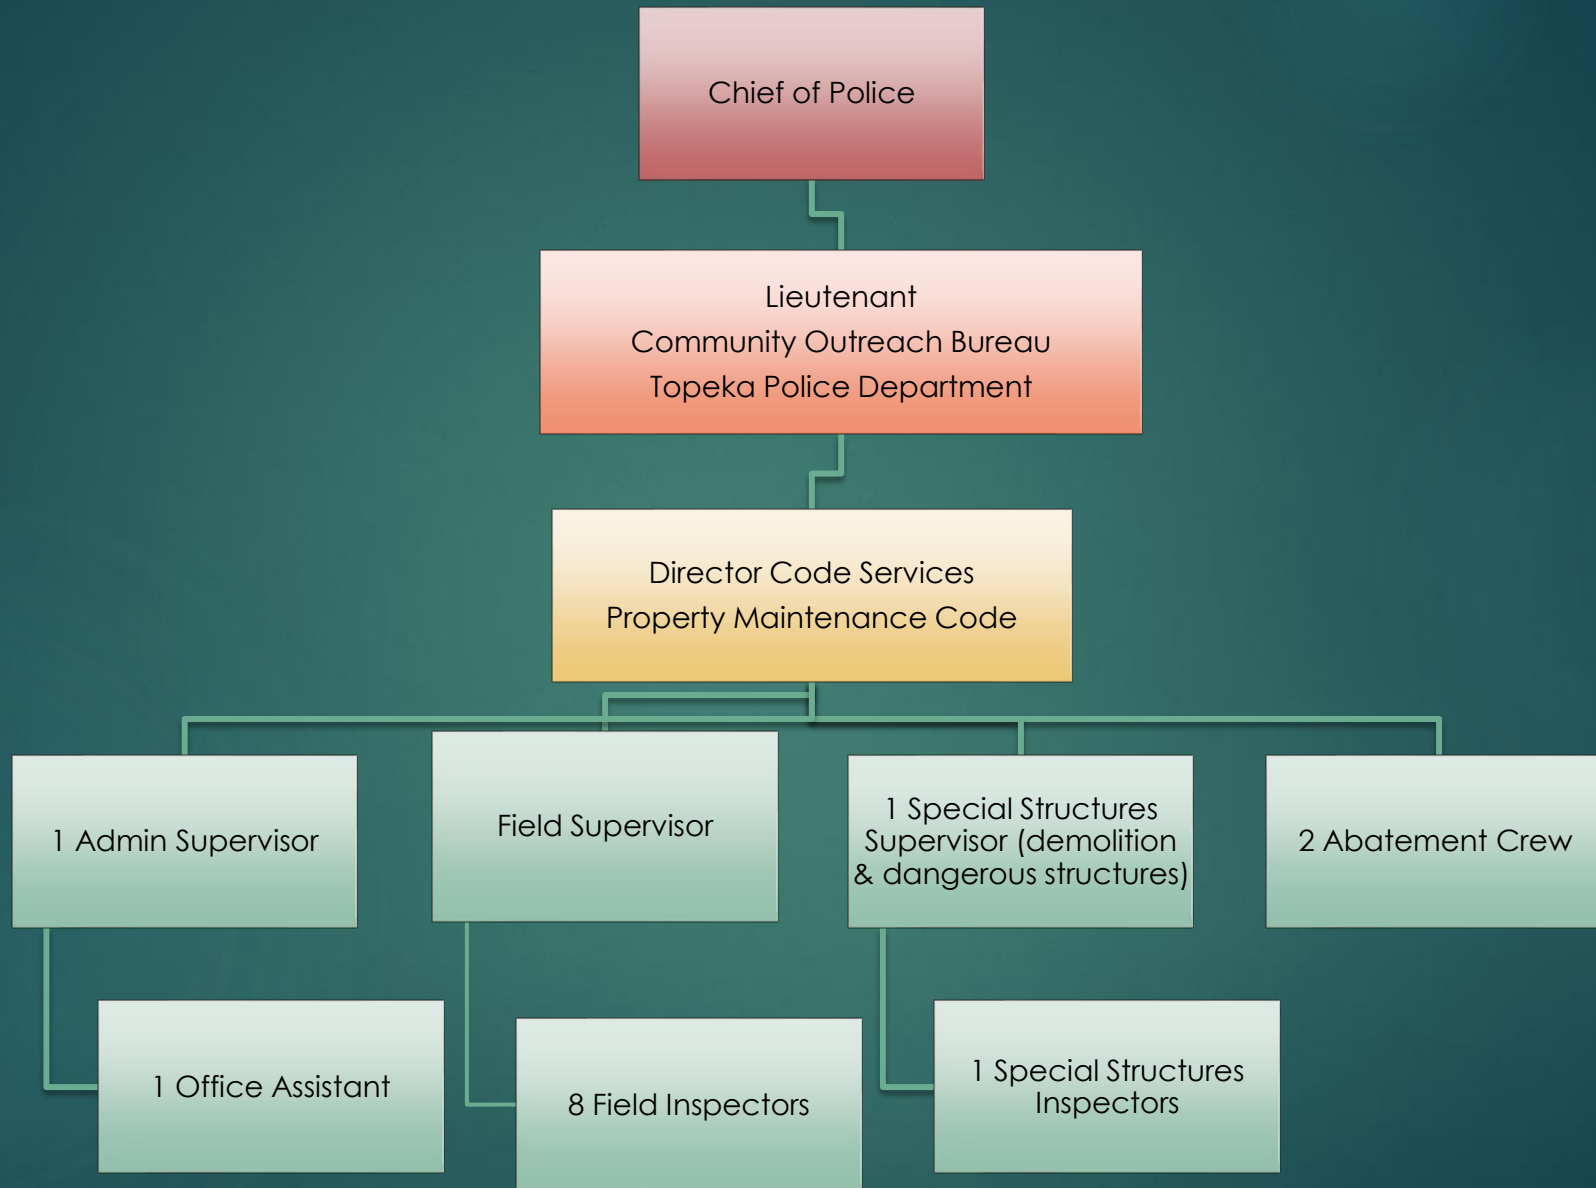 Chief of Police
Lieutenant
Community Outreach Bureau
Topeka Police Department
Director Code Services
Property Maintenance Code
1 Admin Supervisor
Field Supervisor
1 Special Structures
Supervisor (demolition
& dangerous structures)
2 Abatement Crew
1 Office Assistant
8 Field Inspectors
1 Special Structures
Inspectors